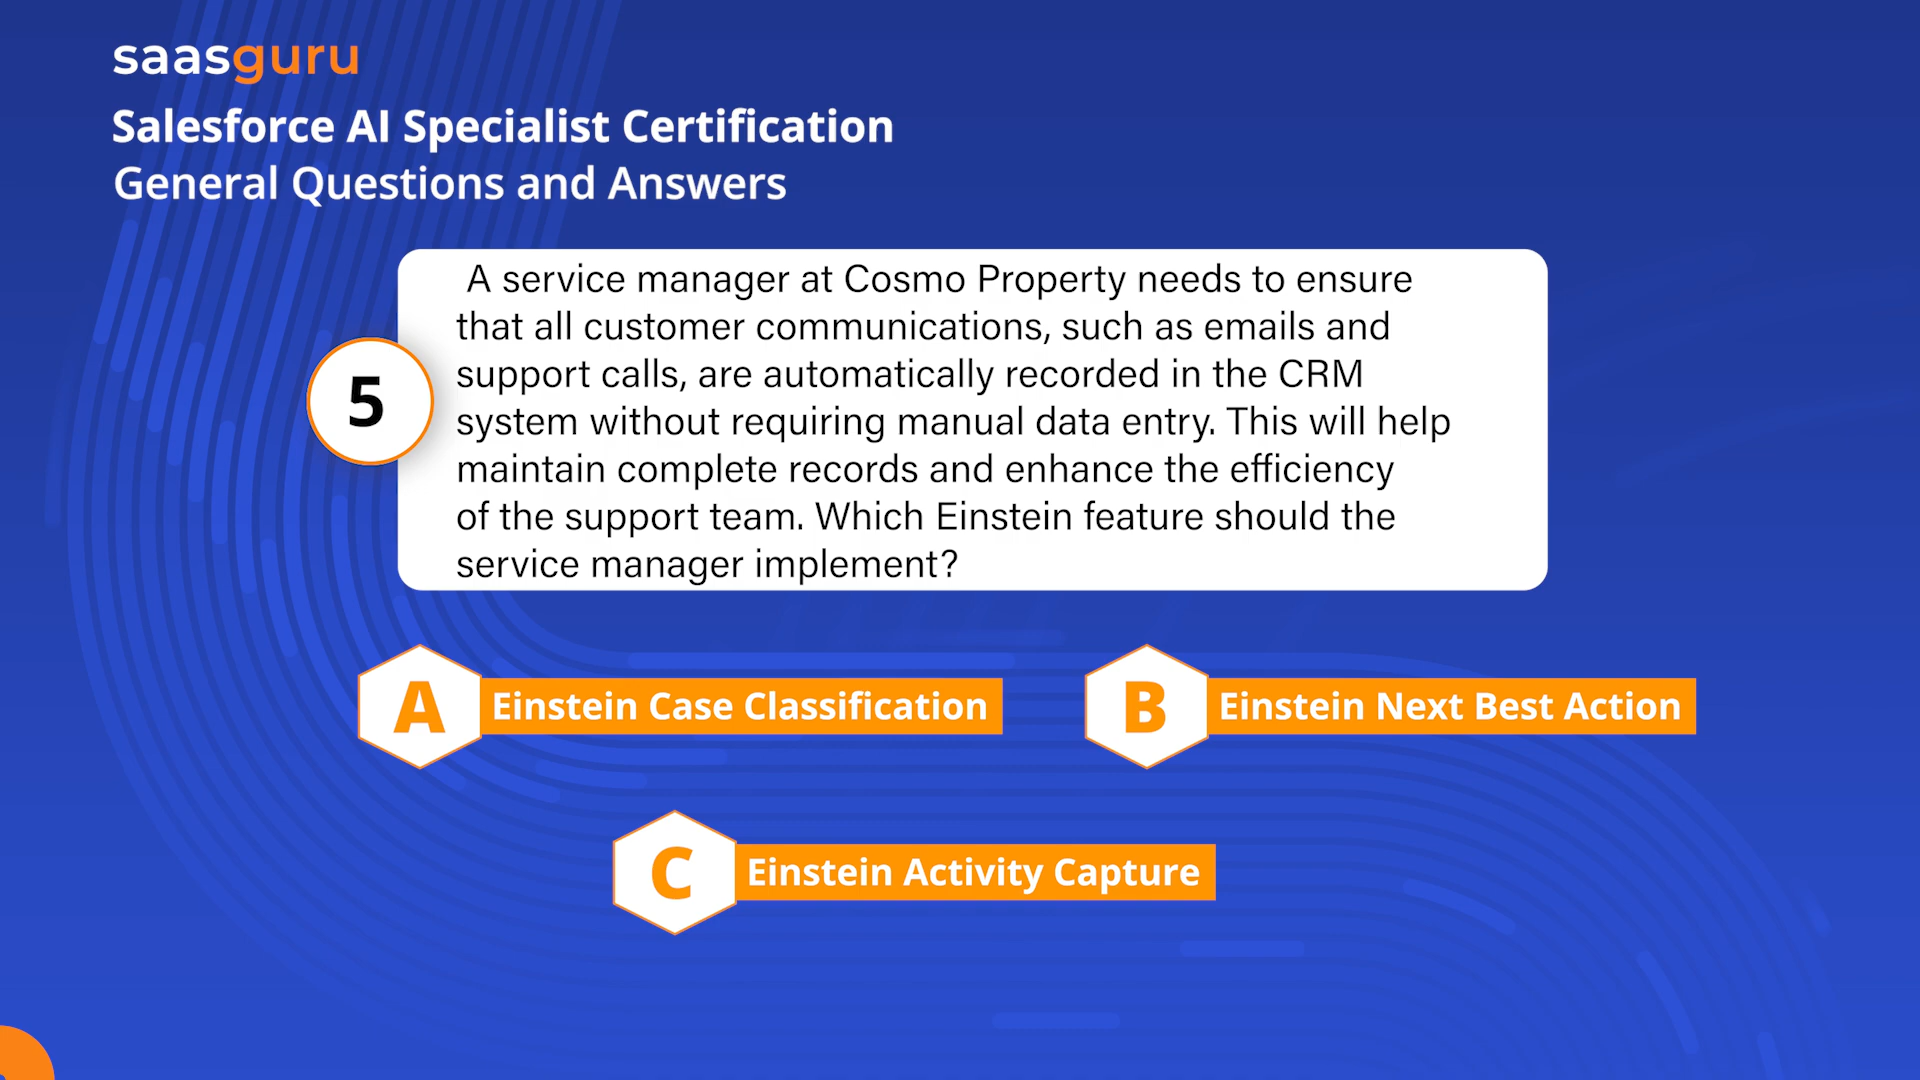 saasguru
Salesforce AI Specialist Certification
General Questions and Answers
5
A service manager at Cosmo Property needs to ensure
that all customer communications, such as emails and
support calls, are automatically recorded in the CRM
system without requiring manual data entry. This will help
maintain complete records and enhance the efficiency
of the support team. Which Einstein feature should the
service manager implement?
A Einstein Case Classification
B Einstein Next Best Action
C Einstein Activity Capture